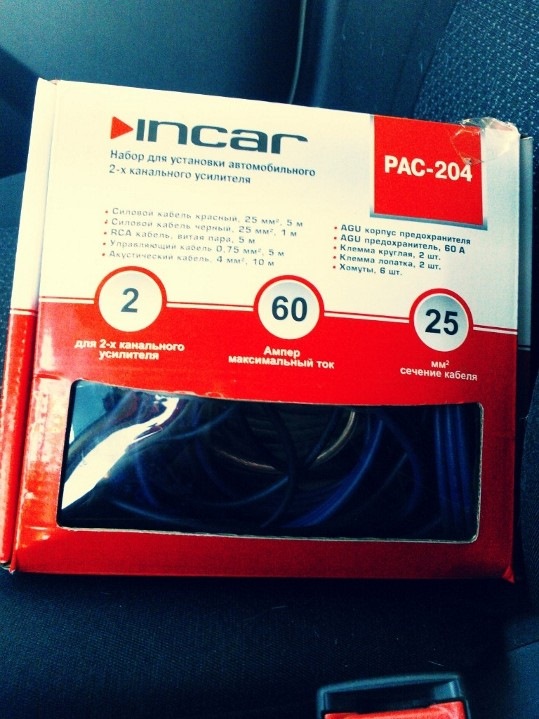 incar
Набор для установки автомобильного
2-х канального усилителя
PAC-204
• Силовой кабель красный, 25 мм², 5 м
• Силовой кабель черный, 25 мм², 1 м
• RCA кабель, витая пара, 5 м
• Управляющий кабель 0.75 мм², 5 м
• Акустический кабель, 4 мм², 10 м
• AGU корпус предохранителя
• AGU предохранитель, 60 А
• Клемма круглая, 2 шт.
• Клемма лопатка, 2 шт.
• Хомуты, 6 шт.
2
для 2-х канального
усилителя
60
Ампер
максимальный ток
25
мм²
сечение кабеля